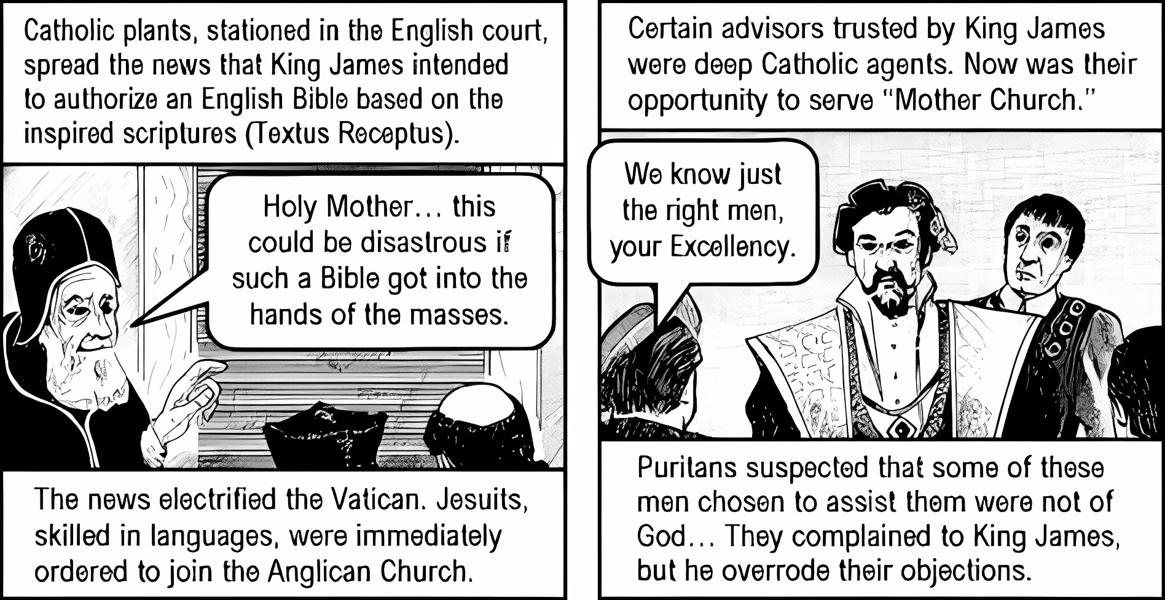 Catholic plants, stationed in the English court,
spread the news that King James intended
to authorize an English Bible based on the
inspired scriptures (Textus Receptus).
Holy Mother... this
could be disastrous if
such a Bible got into the
hands of the masses.
The news electrified the Vatican. Jesuits,
skilled in languages, were immediately
ordered to join the Anglican Church.
Certain advisors trusted by King James
were deep Catholic agents. Now was their
opportunity to serve “Mother Church.”
We know just
the right men,
your Excellency.
Puritans suspected that some of these
men chosen to assist them were not of
God... They complained to King James,
but he overrode their objections.